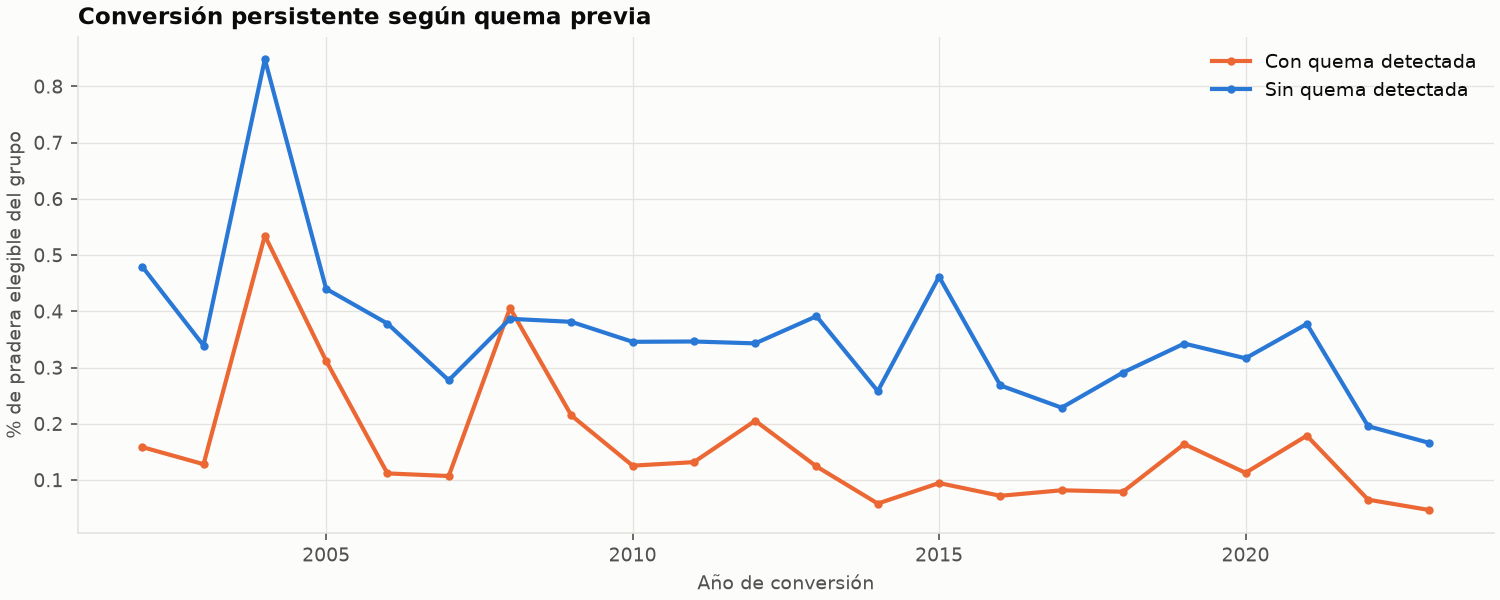 Conversión persistente según quema previa
Con quema detectada
Sin quema detectada
% de pradera elegible del grupo
0.8
0.7
0.6
0.5
0.4
0.3
0.2
0.1
2005
2010
2015
2020
Año de conversión